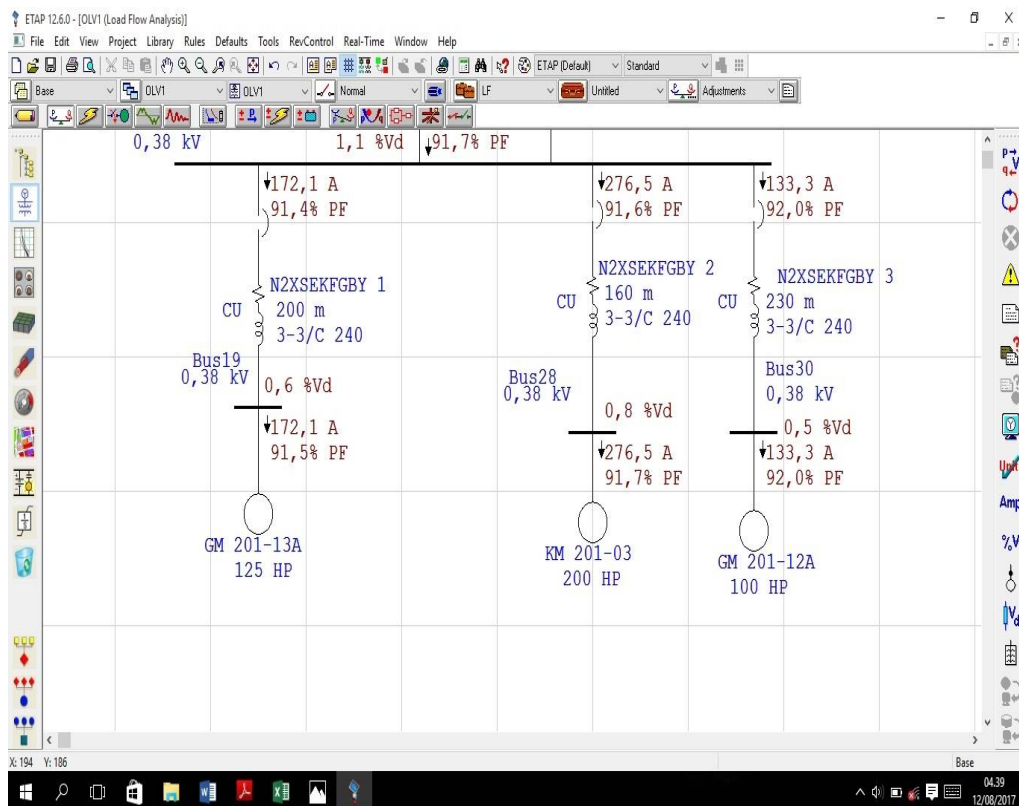 ETAP 12.6.0 - [OLV1 (Load Flow Analysis)]
File Edit View Project Library Rules Defaults Tools RevControl Real-Time Window Help
ETAP (Default) Standard
Base OLV1 OLV1 Normal LF Untitled Adjustments
0,38 kV 1,1 %Vd 91,7% PF
172,1 A 276,5 A 133,3 A
91,4% PF 91,6% PF 92,0% PF
N2XSEKFGBY 1
CU 200 m
3-3/C 240
N2XSEKFGBY 2
CU 160 m
3-3/C 240
N2XSEKFGBY 3
CU 230 m
3-3/C 240
Bus19
0,38 kV 0,6 %Vd
172,1 A
91,5% PF
GM 201-13A
125 HP
Bus28
0,38 kV 0,8 %Vd
276,5 A
91,7% PF
KM 201-03
200 HP
Bus30
0,38 kV
0,5 %Vd
133,3 A
92,0% PF
GM 201-12A
100 HP
Unit
Amp
%V
Vd
X: 194 Y: 186 Base
04.39
12/08/2017